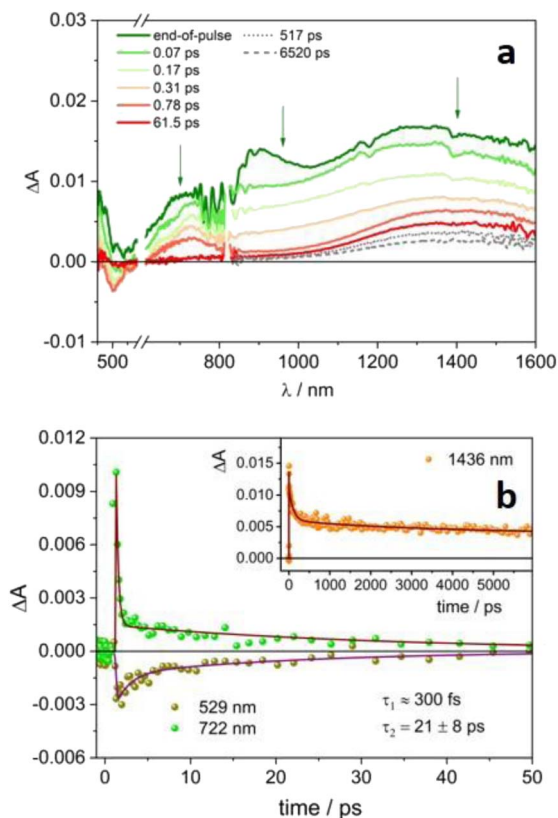 end-of-pulse
0.07 ps
0.17 ps
0.31 ps
0.78 ps
61.5 ps
517 ps
6520 ps
a
0.03
0.02
0.01
0.00
-0.01
ΔA
500
800
1000
1200
1400
1600
λ / nm
0.012
0.009
0.006
0.003
0.000
-0.003
-0.006
ΔA
ΔA
0.015
0.010
0.005
0.000
1436 nm
b
0 1000 2000 3000 4000 5000
time / ps
529 nm
722 nm
τ1 ≈ 300 fs
τ2 = 21 ± 8 ps
0 10 20 30 40 50
time / ps